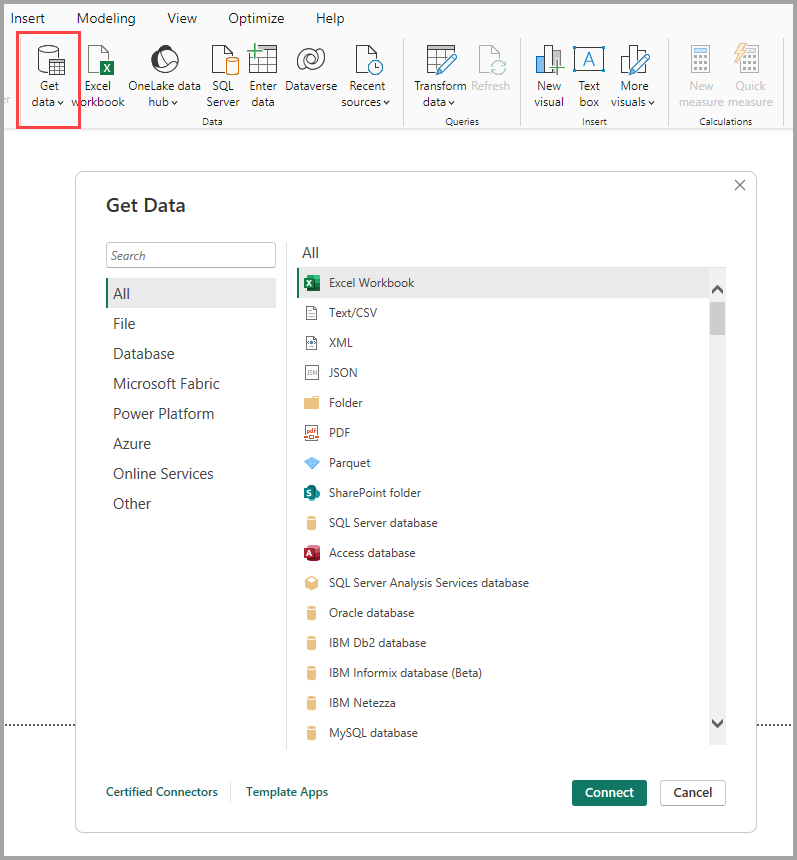 Insert Modeling View Optimize Help
Get data
Excel workbook
OneLake data hub
SQL Server
Enter data
Dataverse
Recent sources
Transform data
Refresh
New visual
Text box
More visuals
New measure
Quick measure
Data
Queries
Insert
Calculations
Get Data
Search
All
File
Database
Microsoft Fabric
Power Platform
Azure
Online Services
Other
All
Excel Workbook
Text/CSV
XML
JSON
Folder
PDF
Parquet
SharePoint folder
SQL Server database
Access database
SQL Server Analysis Services database
Oracle database
IBM Db2 database
IBM Informix database (Beta)
IBM Netezza
MySQL database
Certified Connectors
Template Apps
Connect
Cancel